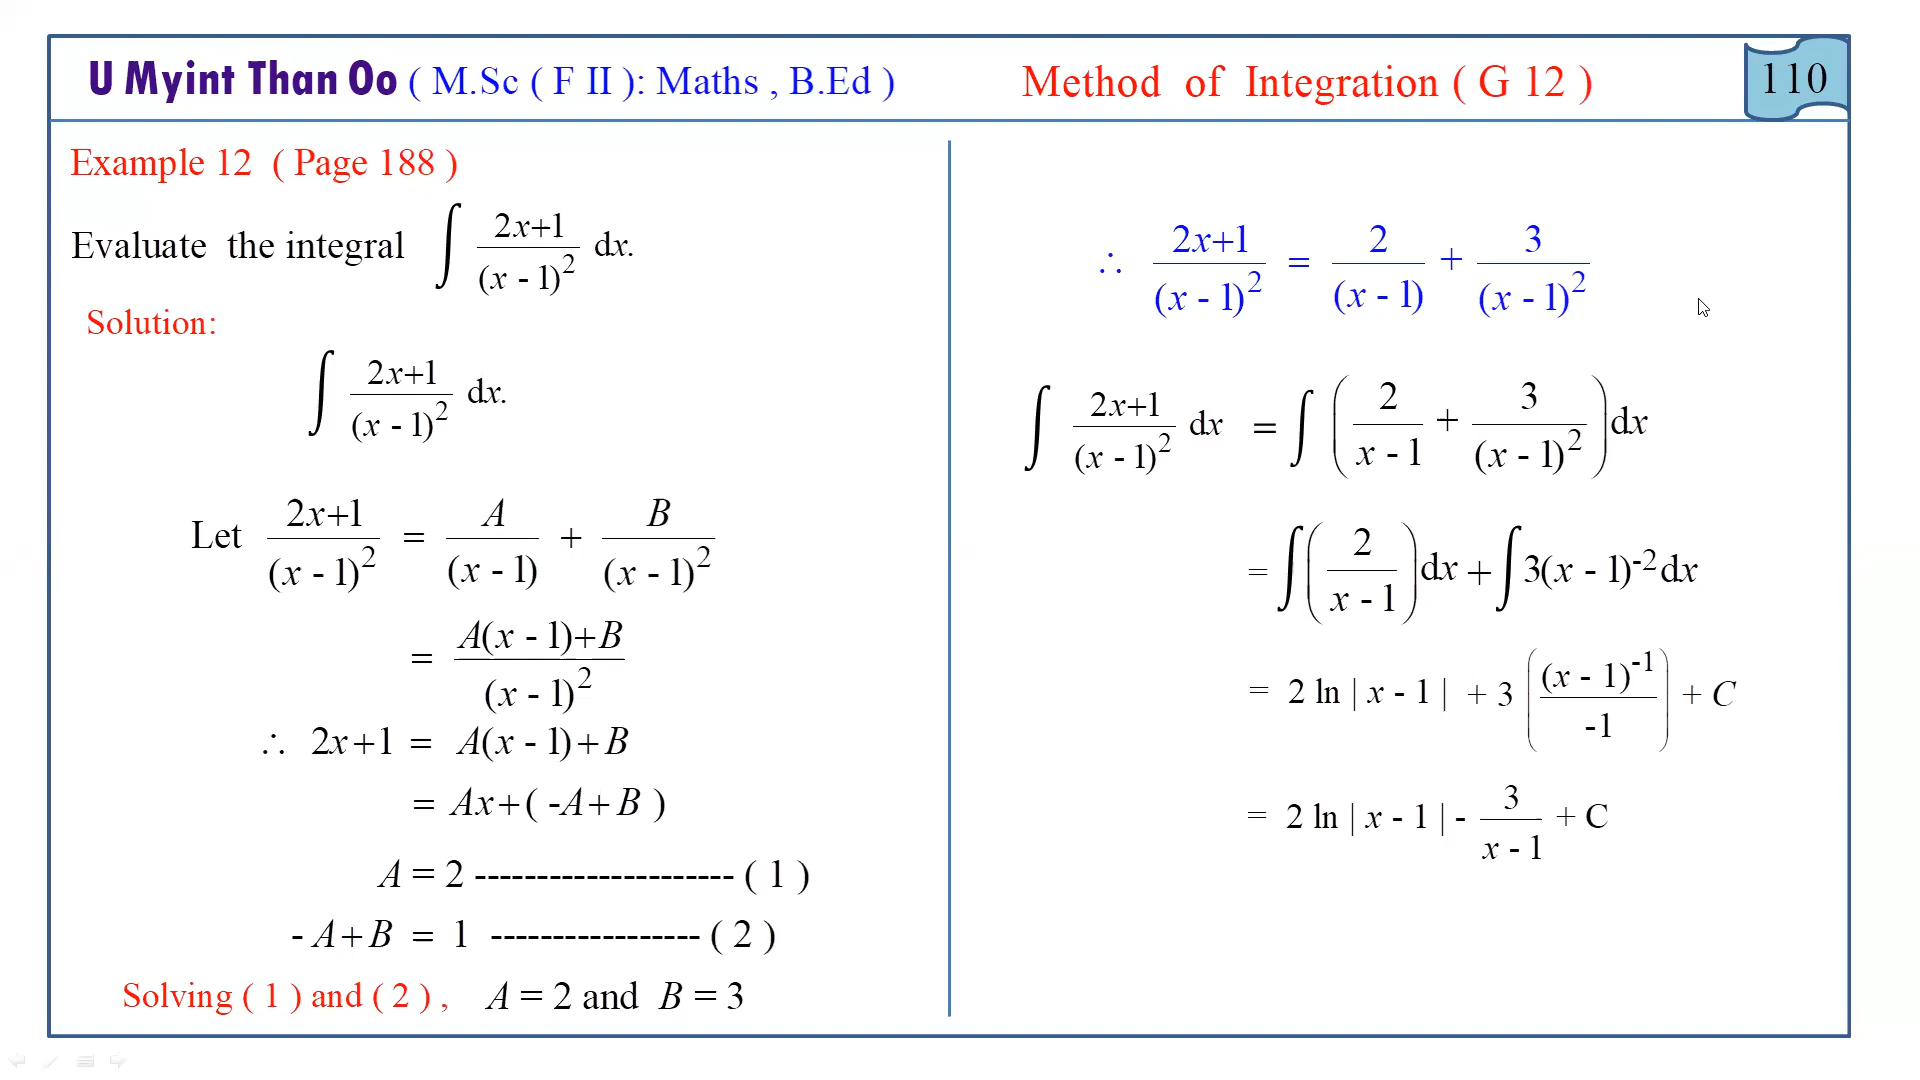 U Myint Than Oo ( M.Sc ( F II ): Maths , B.Ed ) Method of Integration ( G 12 ) 110
Example 12 ( Page 188 )
Evaluate the integral ∫ (2x+1)/(x - 1)² dx.
Solution:
∫ (2x+1)/(x - 1)² dx.
Let (2x+1)/(x - 1)² = A/(x - 1) + B/(x - 1)²
= (A(x - 1)+B)/(x - 1)²
∴ 2x+1 = A(x - 1)+B
= Ax+( -A+B )
A = 2 --------------------- ( 1 )
- A+B = 1 ----------------- ( 2 )
Solving ( 1 ) and ( 2 ) , A = 2 and B = 3
∴ (2x+1)/(x - 1)² = 2/(x - 1) + 3/(x - 1)²
∫ (2x+1)/(x - 1)² dx = ∫ (2/(x - 1) + 3/(x - 1)²) dx
= ∫ (2/(x - 1)) dx + ∫ 3(x - 1)⁻² dx
= 2 ln | x - 1 | + 3 ((x - 1)⁻¹/-1) + C
= 2 ln | x - 1 | - 3/(x - 1) + C